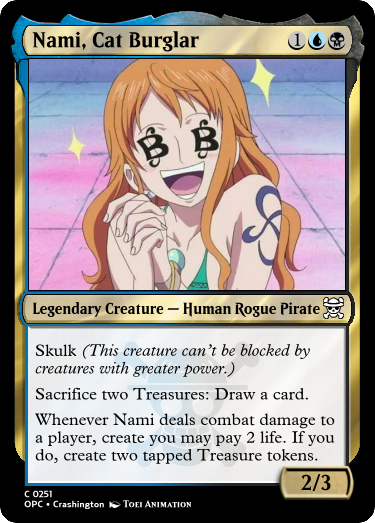 Nami, Cat Burglar 1
Legendary Creature — Human Rogue Pirate
Skulk (This creature can't be blocked by
creatures with greater power.)
Sacrifice two Treasures: Draw a card.
Whenever Nami deals combat damage to
a player, create you may pay 2 life. If you
do, create two tapped Treasure tokens.
2/3
C 0251
OPC • Crashington TOEI ANIMATION